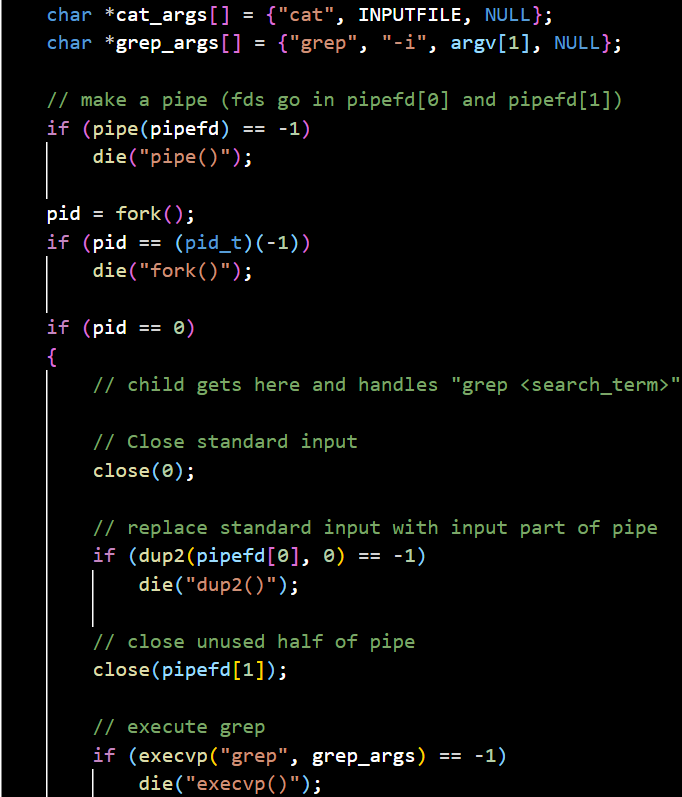 char *cat_args[] = {"cat", INPUTFILE, NULL};
char *grep_args[] = {"grep", "-i", argv[1], NULL};
// make a pipe (fds go in pipefd[0] and pipefd[1])
if (pipe(pipefd) == -1)
die("pipe()");
pid = fork();
if (pid == (pid_t)(-1))
die("fork()");
if (pid == 0)
{
// child gets here and handles "grep <search_term>"
// Close standard input
close(0);
// replace standard input with input part of pipe
if (dup2(pipefd[0], 0) == -1)
die("dup2()");
// close unused half of pipe
close(pipefd[1]);
// execute grep
if (execvp("grep", grep_args) == -1)
die("execvp()");